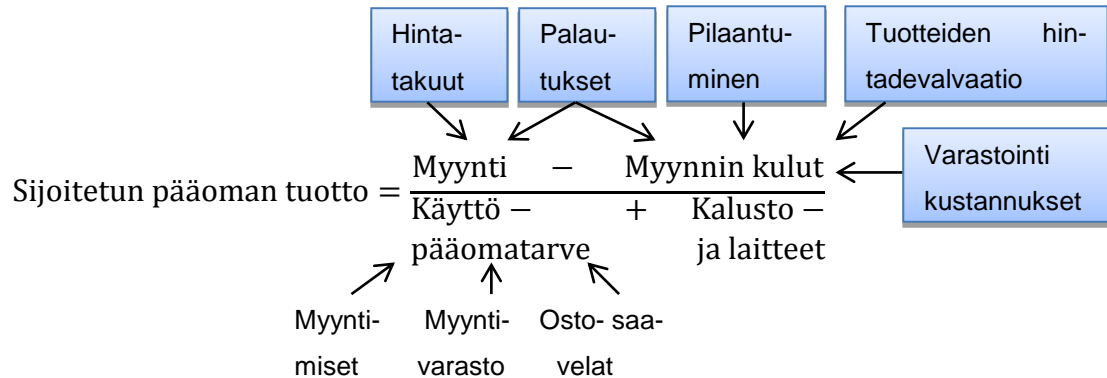 Hinta-
takuut
Palau-
tukset
Pilaantu-
minen
Tuotteiden hin-
tadevalvaatio
Sijoitetun pääoman tuotto =
Myynti − Myynnin kulut
Käyttö − + Kalusto −
pääomatarve ja laitteet
Varastointi
kustannukset
Myynti- Myynti- Osto- saa-
miset varasto velat